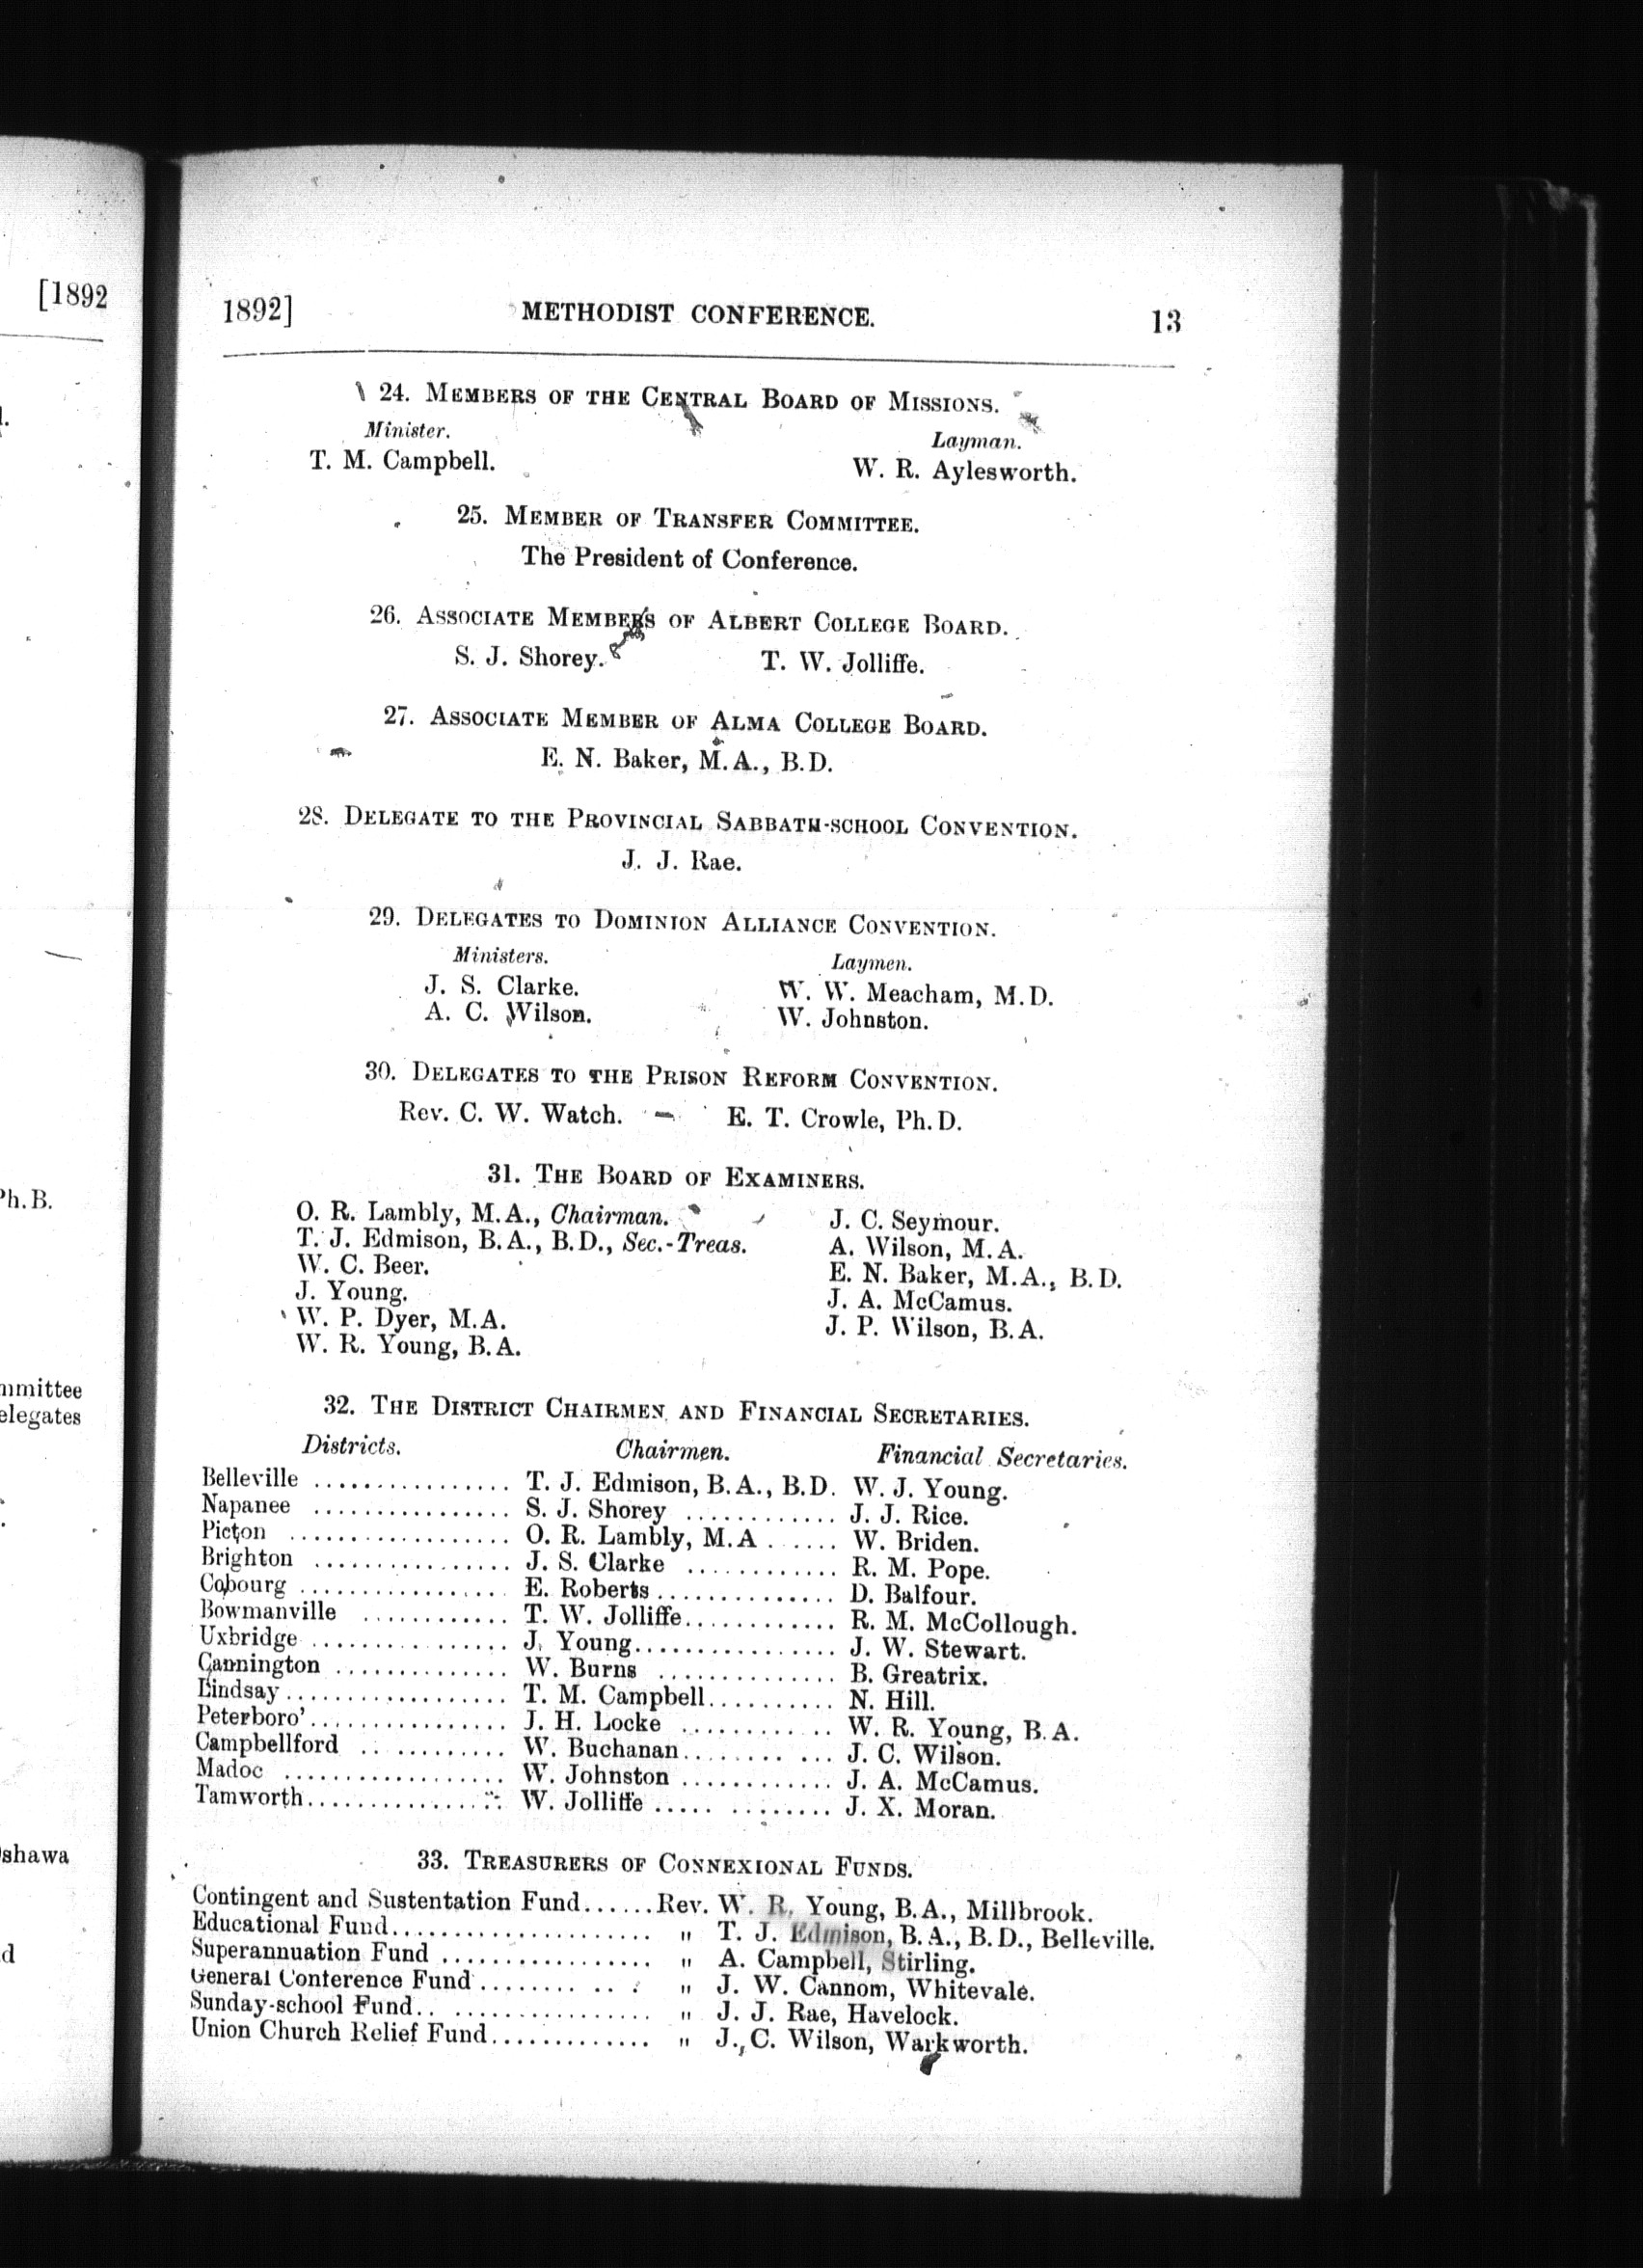 [1892
1892] METHODIST CONFERENCE. 13
24. MEMBERS OF THE CENTRAL BOARD OF MISSIONS.
Minister. Layman.
T. M. Campbell. W. R. Aylesworth.
25. MEMBER OF TRANSFER COMMITTEE.
The President of Conference.
26. ASSOCIATE MEMBERS OF ALBERT COLLEGE BOARD.
S. J. Shorey. T. W. Jolliffe.
27. ASSOCIATE MEMBER OF ALMA COLLEGE BOARD.
E. N. Baker, M.A., B.D.
28. DELEGATE TO THE PROVINCIAL SABBATH-SCHOOL CONVENTION.
J. J. Rae.
29. DELEGATES TO DOMINION ALLIANCE CONVENTION.
Ministers. Laymen.
J. S. Clarke. W. W. Meacham, M.D.
A. C. Wilson. W. Johnston.
30. DELEGATES TO THE PRISON REFORM CONVENTION.
Rev. C. W. Watch. — E. T. Crowle, Ph.D.
31. THE BOARD OF EXAMINERS.
O. R. Lambly, M.A., Chairman. J. C. Seymour.
T. J. Edmison, B.A., B.D., Sec.-Treas. A. Wilson, M.A.
W. C. Beer. E. N. Baker, M.A., B.D.
J. Young. J. A. McCamus.
W. P. Dyer, M.A. J. P. Wilson, B.A.
W. R. Young, B.A.
32. THE DISTRICT CHAIRMEN AND FINANCIAL SECRETARIES.
Districts. Chairmen. Financial Secretaries.
Belleville ................ T. J. Edmison, B.A., B.D. W. J. Young.
Napanee ................ S. J. Shorey ............ J. J. Rice.
Picton .................. O. R. Lambly, M.A ...... W. Briden.
Brighton ................ J. S. Clarke ............ R. M. Pope.
Cobourg ................. E. Roberts............... D. Balfour.
Bowmanville ............ T. W. Jolliffe............ R. M. McCollough.
Uxbridge ................ J. Young................. J. W. Stewart.
Cannington .............. W. Burns ............... B. Greatrix.
Lindsay.................. T. M. Campbell.......... N. Hill.
Peterboro'................ J. H. Locke ............. W. R. Young, B.A.
Campbellford ............ W. Buchanan............ J. C. Wilson.
Madoc .................. W. Johnston ............. J. A. McCamus.
Tamworth................ W. Jolliffe ............. J. X. Moran.
33. TREASURERS OF CONNEXIONAL FUNDS.
Contingent and Sustentation Fund......Rev. W. R. Young, B.A., Millbrook.
Educational Fund..................... " T. J. Edmison, B.A., B.D., Belleville.
Superannuation Fund ................. " A. Campbell, Stirling.
General Conference Fund............ " J. W. Cannom, Whitevale.
Sunday-school Fund.................. " J. J. Rae, Havelock.
Union Church Relief Fund............. " J. C. Wilson, Warkworth.